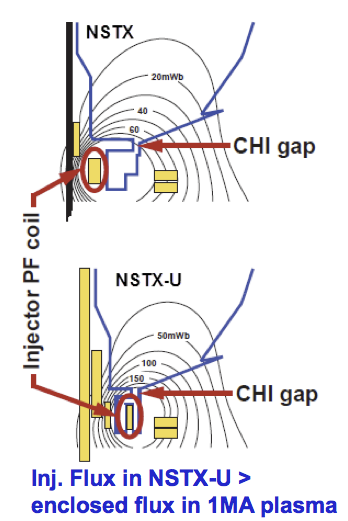 NSTX
20mWb
40
60
CHI gap
Injector PF coil
NSTX-U
50mWb
100
150
CHI gap
Inj. Flux in NSTX-U >
enclosed flux in 1MA plasma